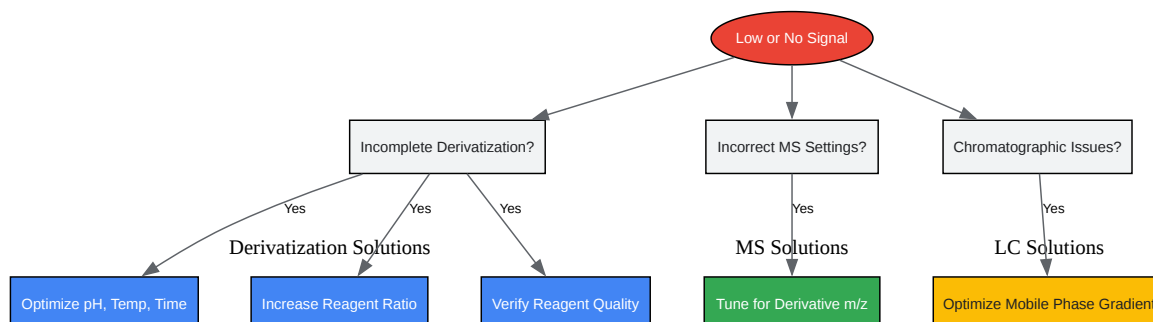 Low or No Signal
Incomplete Derivatization?
Incorrect MS Settings?
Chromatographic Issues?
Yes
Yes
Yes
Yes
Yes
Derivatization Solutions
MS Solutions
LC Solutions
Optimize pH, Temp, Time
Increase Reagent Ratio
Verify Reagent Quality
Tune for Derivative m/z
Optimize Mobile Phase Gradient